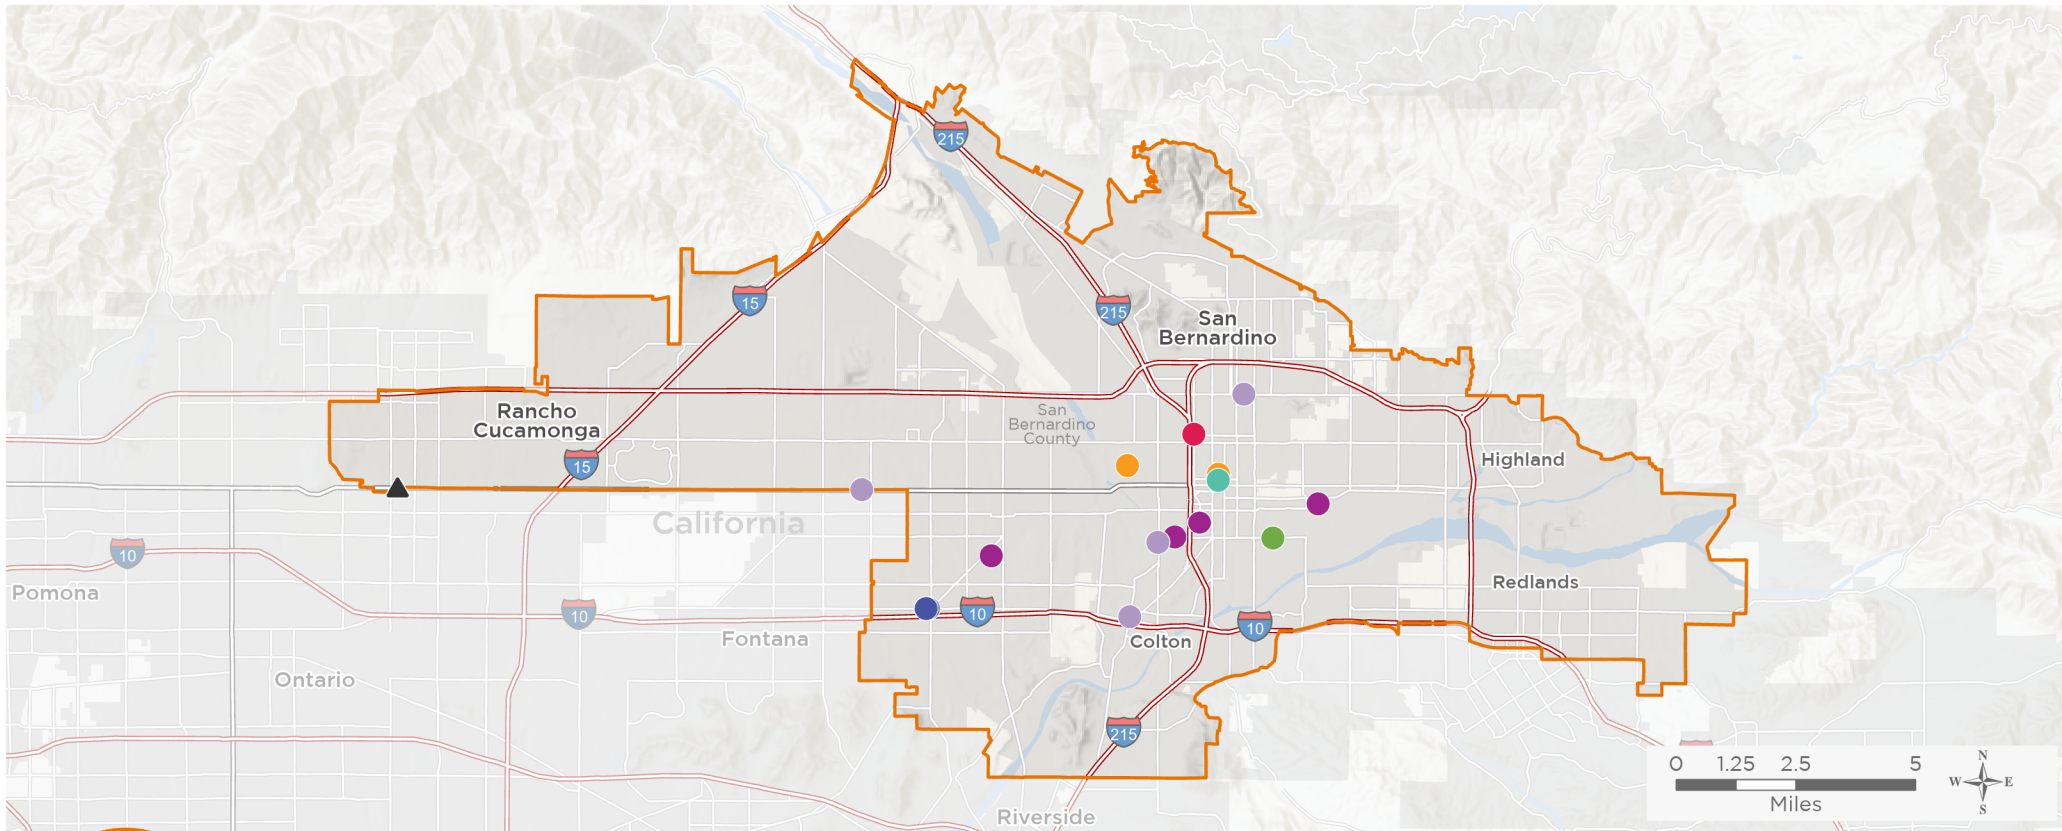 215
15
215
San
Bernardino
Rancho
Cucamonga
San
Bernardino
County
15
Highland
California
10
Pomona
10
10
Redlands
10
Fontana
Colton
Ontario
215
Riverside
0 1.25 2.5 5
Miles
N
W E
S